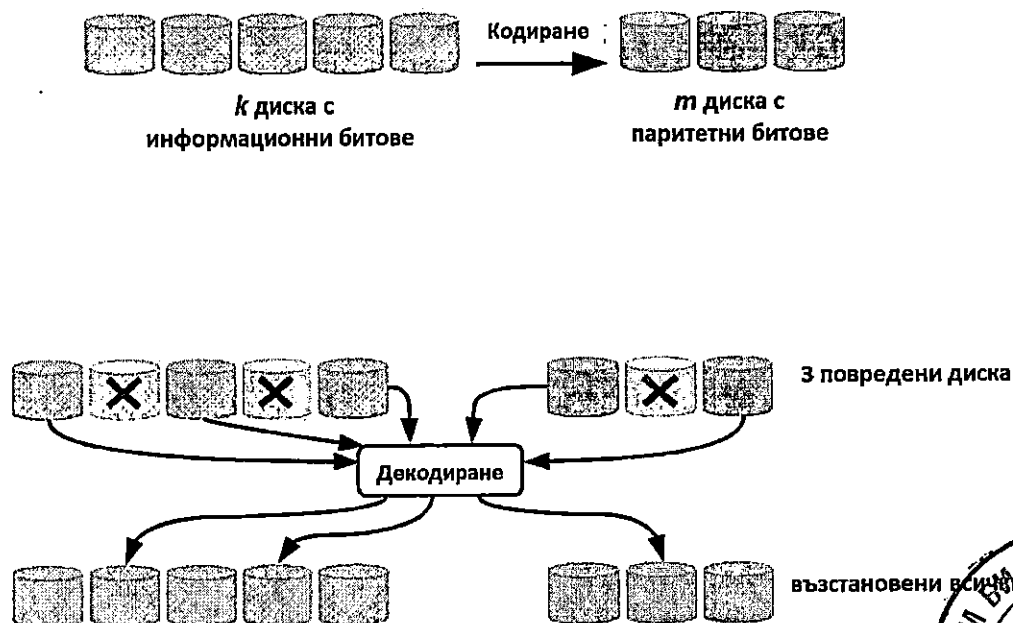 Кодиране
k диска с
информационни битове
m диска с
паритетни битове
3 повредени диска
Декодиране
възстановени